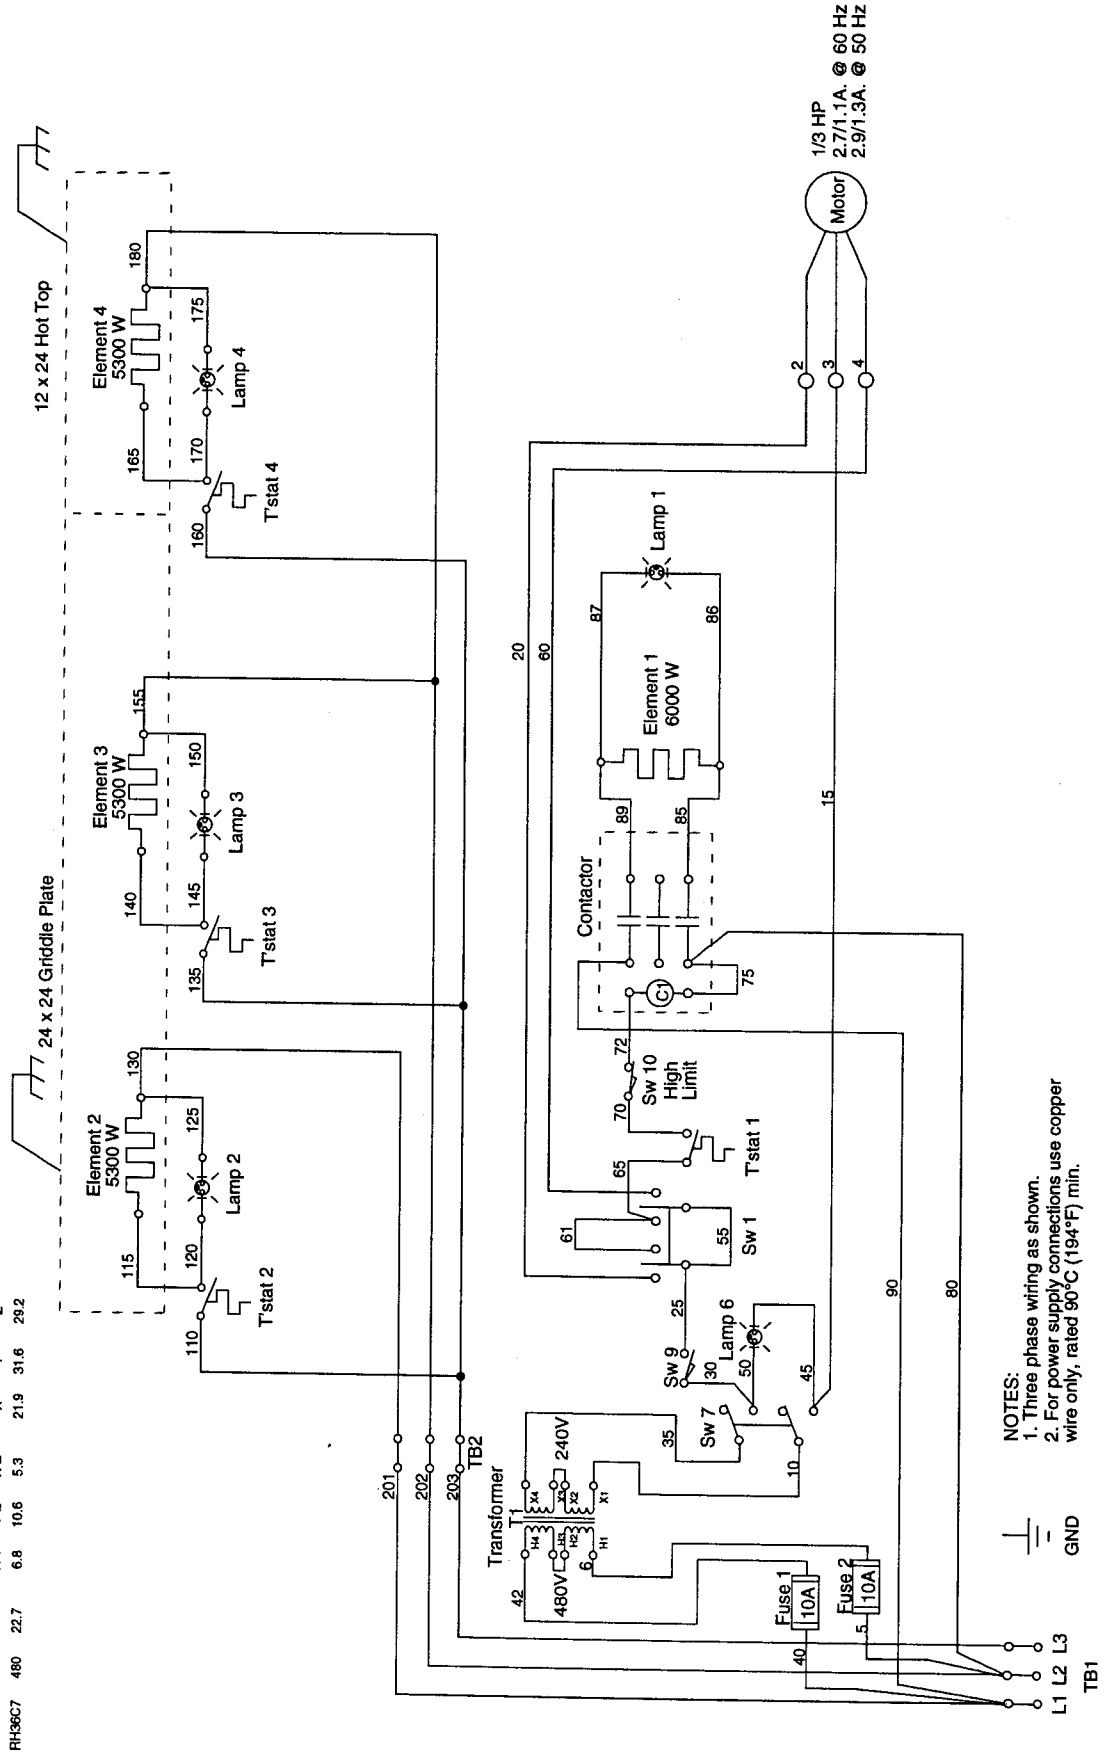 RH36C7 480 22.7 6.8 10.6 5.3 21.9 31.6 29.2
24 x 24 Griddle Plate
12 x 24 Hot Top
Element 2
5300 W
Element 3
5300 W
Element 4
5300 W
115
130
140
155
165
180
120
Lamp 2
125
145
Lamp 3
150
170
Lamp 4
175
110
T'stat 2
135
T'stat 3
160
T'stat 4
201
202
203
TB2
Transformer
T1
42
480V
H4
H3
H2
H1
X4
X3
X2
X1
240V
6
35
Sw 7
10
Sw 9
30
Lamp 6
50
45
25
Sw 1
55
61
65
T'stat 1
70
Sw 10
High
Limit
72
Contactor
C1
75
89
85
Element 1
6000 W
87
86
Lamp 1
20
60
15
90
80
2
3
4
Motor
1/3 HP
2.7/1.1A. @ 60 Hz
2.9/1.3A. @ 50 Hz
Fuse 1
10A
40
Fuse 2
10A
5
L1
L2
L3
TB1
GND
NOTES:
1. Three phase wiring as shown.
2. For power supply connections use copper
wire only, rated 90°C (194°F) min.